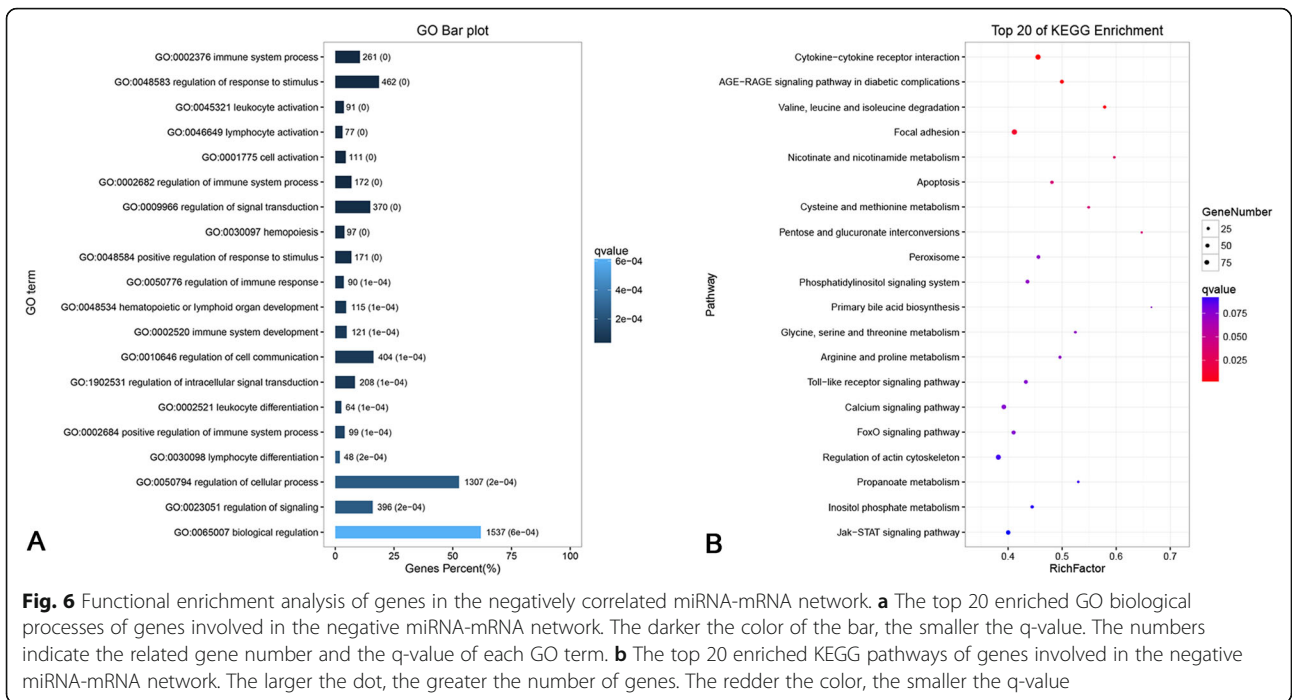 GO Bar plot
GO term
GO:0002376 immune system process
261 (0)
GO:0048583 regulation of response to stimulus
462 (0)
GO:0045321 leukocyte activation
91 (0)
GO:0046649 lymphocyte activation
77 (0)
GO:0001775 cell activation
111 (0)
GO:0002682 regulation of immune system process
172 (0)
GO:0009966 regulation of signal transduction
370 (0)
GO:0030097 hemopoiesis
97 (0)
GO:0048584 positive regulation of response to stimulus
171 (0)
GO:0050776 regulation of immune response
90 (1e−04)
GO:0048534 hematopoietic or lymphoid organ development
115 (1e−04)
GO:0002520 immune system development
121 (1e−04)
GO:0010646 regulation of cell communication
404 (1e−04)
GO:1902531 regulation of intracellular signal transduction
208 (1e−04)
GO:0002521 leukocyte differentiation
64 (1e−04)
GO:0002684 positive regulation of immune system process
99 (1e−04)
GO:0030098 lymphocyte differentiation
48 (2e−04)
GO:0050794 regulation of cellular process
1307 (2e−04)
GO:0023051 regulation of signaling
396 (2e−04)
GO:0065007 biological regulation
1537 (6e−04)
0 25 50 75 100
Genes Percent(%)
qvalue
6e−04
4e−04
2e−04
A
Top 20 of KEGG Enrichment
Pathway
Cytokine−cytokine receptor interaction
AGE−RAGE signaling pathway in diabetic complications
Valine, leucine and isoleucine degradation
Focal adhesion
Nicotinate and nicotinamide metabolism
Apoptosis
Cysteine and methionine metabolism
Pentose and glucuronate interconversions
Peroxisome
Phosphatidylinositol signaling system
Primary bile acid biosynthesis
Glycine, serine and threonine metabolism
Arginine and proline metabolism
Toll−like receptor signaling pathway
Calcium signaling pathway
FoxO signaling pathway
Regulation of actin cytoskeleton
Propanoate metabolism
Inositol phosphate metabolism
Jak−STAT signaling pathway
0.4 0.5 0.6 0.7
RichFactor
GeneNumber
25
50
75
qvalue
0.075
0.050
0.025
B
Fig. 6 Functional enrichment analysis of genes in the negatively correlated miRNA-mRNA network. a The top 20 enriched GO biological
processes of genes involved in the negative miRNA-mRNA network. The darker the color of the bar, the smaller the q-value. The numbers
indicate the related gene number and the q-value of each GO term. b The top 20 enriched KEGG pathways of genes involved in the negative
miRNA-mRNA network. The larger the dot, the greater the number of genes. The redder the color, the smaller the q-value